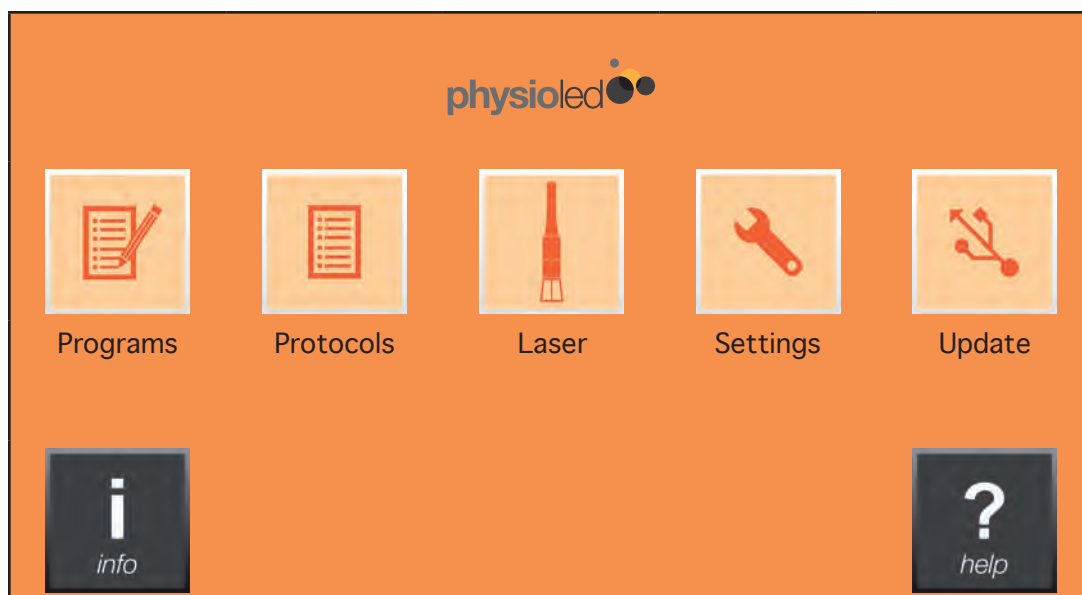 physioled
Programs
Protocols
Laser
Settings
Update
i
info
?
help